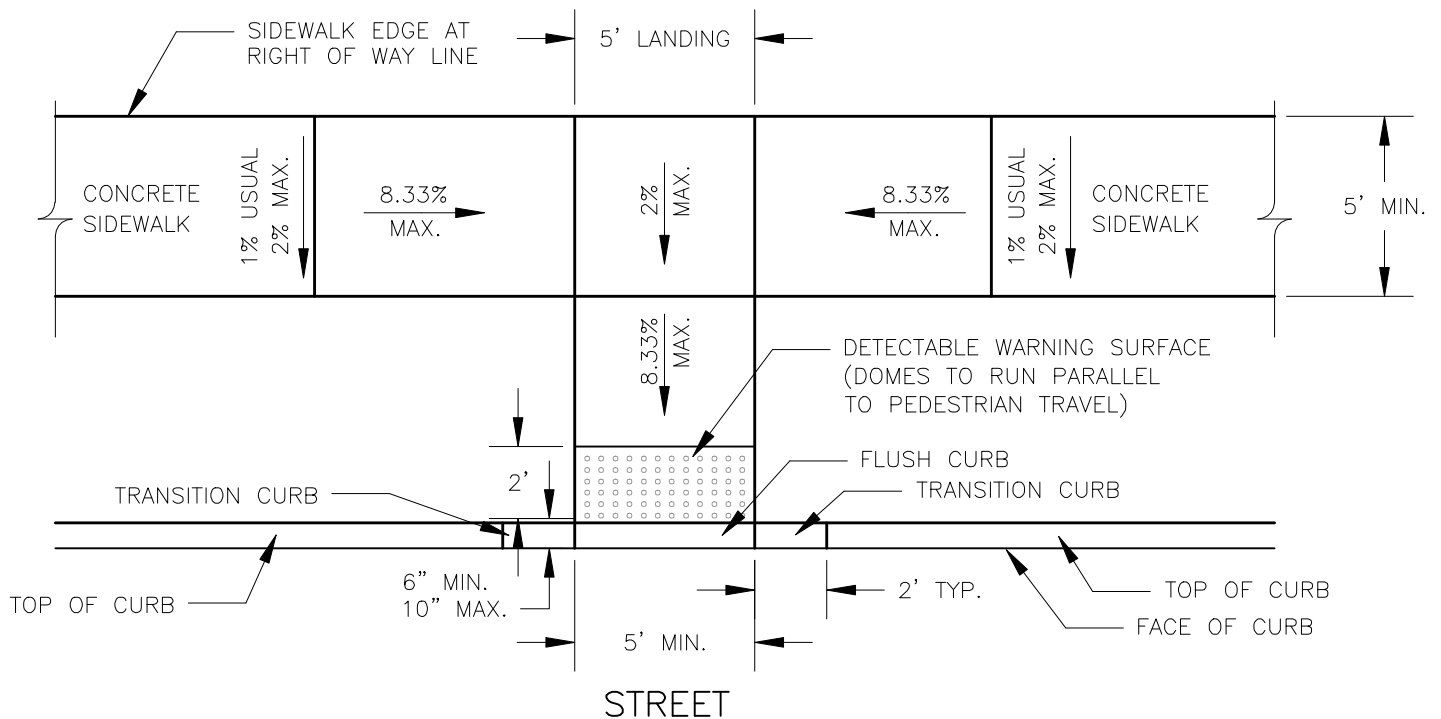 SIDEWALK EDGE AT
RIGHT OF WAY LINE
5' LANDING
CONCRETE
SIDEWALK
1% USUAL
2% MAX.
8.33%
MAX.
2%
MAX.
8.33%
MAX.
1% USUAL
2% MAX.
CONCRETE
SIDEWALK
5' MIN.
8.33%
MAX.
DETECTABLE WARNING SURFACE
(DOMES TO RUN PARALLEL
TO PEDESTRIAN TRAVEL)
2'
FLUSH CURB
TRANSITION CURB
TRANSITION CURB
6" MIN.
10" MAX.
2' TYP.
TOP OF CURB
TOP OF CURB
FACE OF CURB
5' MIN.
STREET